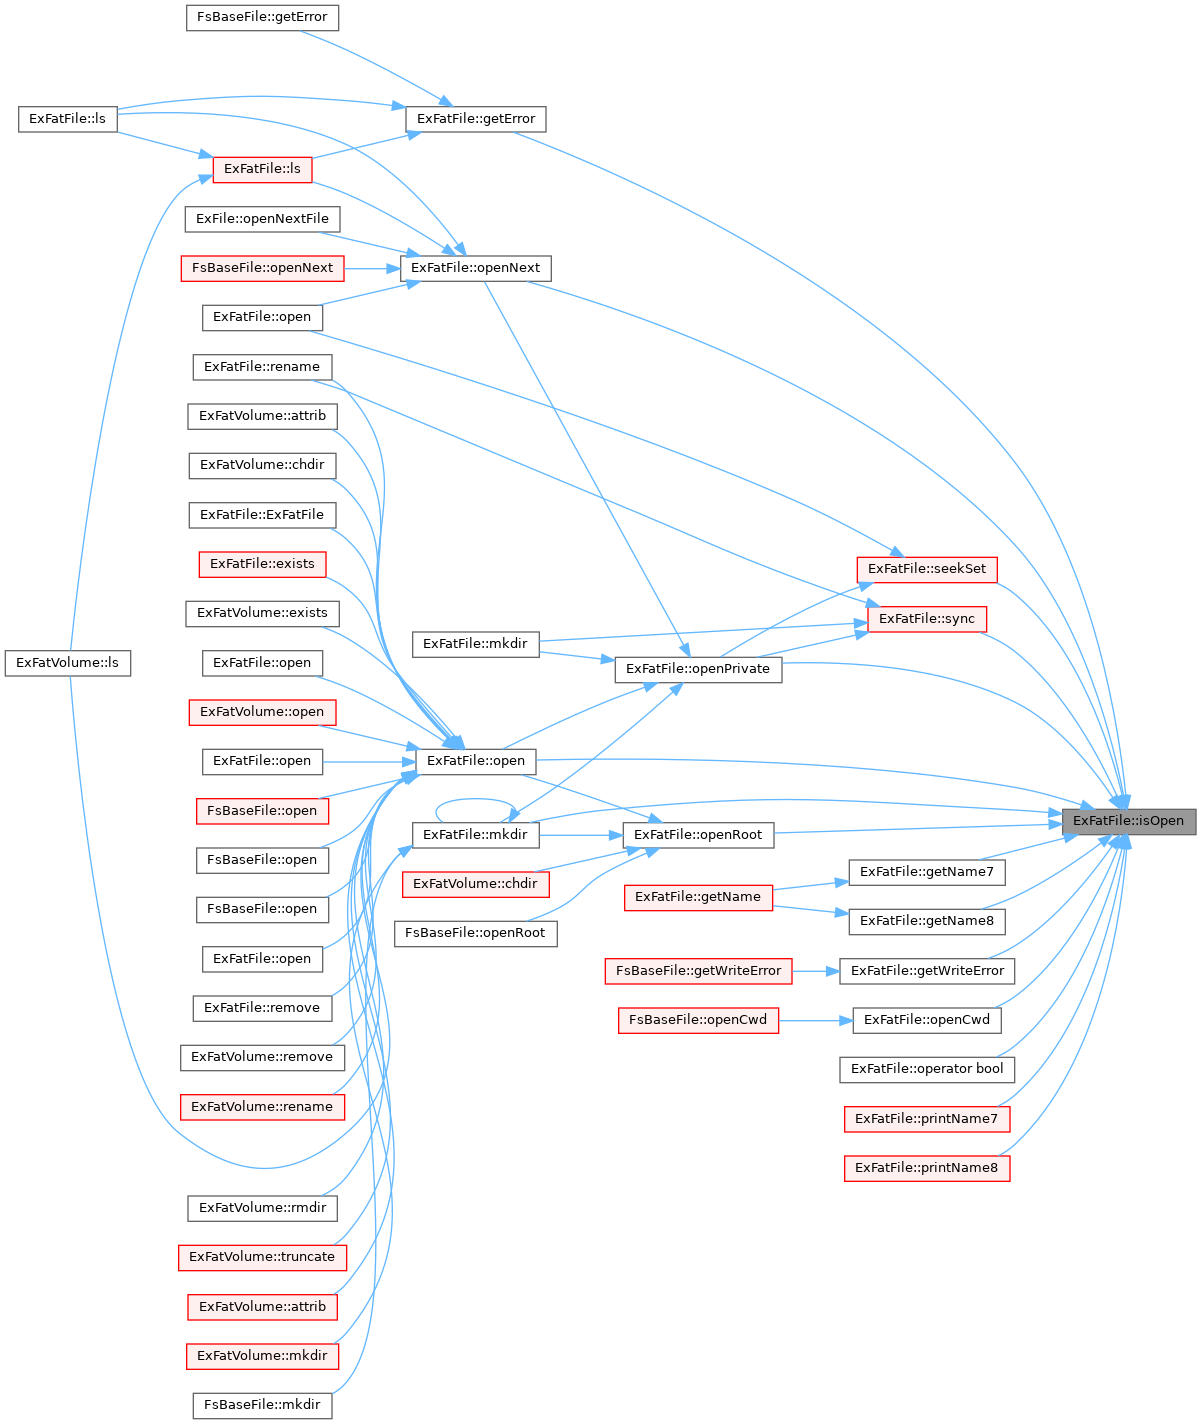 FsBaseFile::getError
ExFatFile::ls
ExFatFile::getError
ExFatFile::ls
ExFile::openNextFile
FsBaseFile::openNext
ExFatFile::openNext
ExFatFile::open
ExFatFile::rename
ExFatVolume::attrib
ExFatVolume::chdir
ExFatFile::ExFatFile
ExFatFile::exists
ExFatFile::seekSet
ExFatVolume::exists
ExFatFile::sync
ExFatFile::mkdir
ExFatVolume::ls
ExFatFile::open
ExFatFile::openPrivate
ExFatVolume::open
ExFatFile::open
ExFatFile::open
FsBaseFile::open
ExFatFile::isOpen
ExFatFile::mkdir
ExFatFile::openRoot
FsBaseFile::open
ExFatFile::getName7
ExFatVolume::chdir
ExFatFile::getName
FsBaseFile::open
ExFatFile::getName8
FsBaseFile::openRoot
ExFatFile::open
FsBaseFile::getWriteError
ExFatFile::getWriteError
ExFatFile::remove
FsBaseFile::openCwd
ExFatFile::openCwd
ExFatVolume::remove
ExFatFile::operator bool
ExFatVolume::rename
ExFatFile::printName7
ExFatFile::printName8
ExFatVolume::rmdir
ExFatVolume::truncate
ExFatVolume::attrib
ExFatVolume::mkdir
FsBaseFile::mkdir